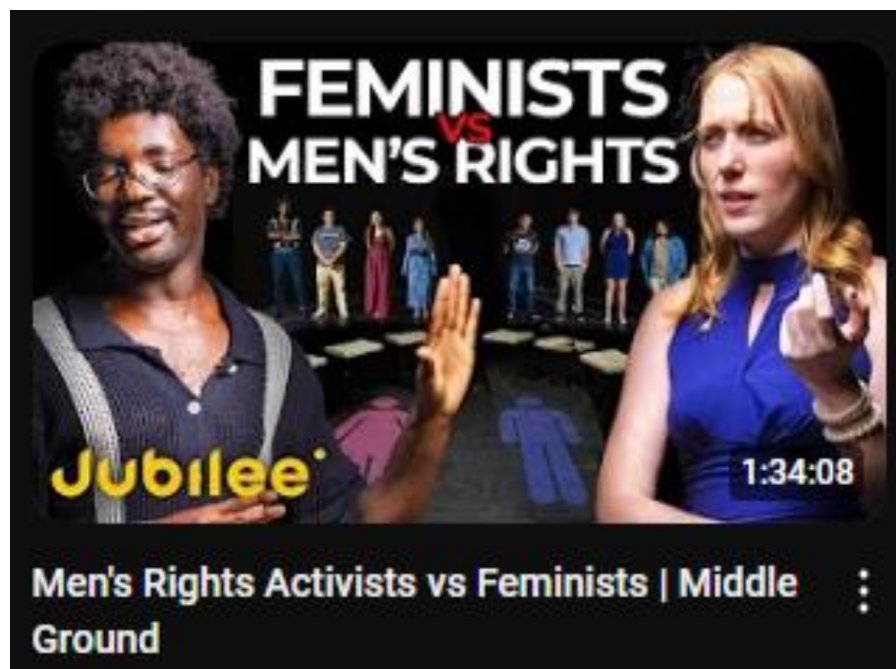 FEMINISTS
VS
MEN'S RIGHTS
Jubilee
1:34:08
Men's Rights Activists vs Feminists | Middle
Ground